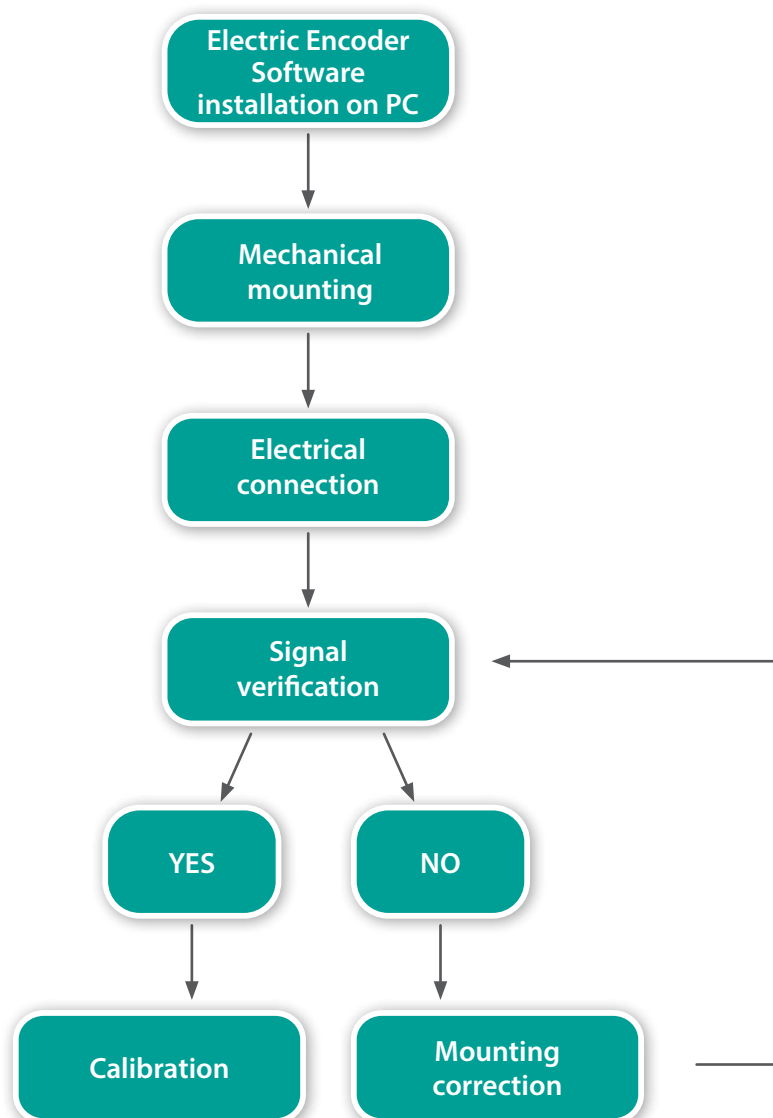 Electric Encoder
Software
installation on PC
Mechanical
mounting
Electrical
connection
Signal
verification
YES
NO
Calibration
Mounting
correction